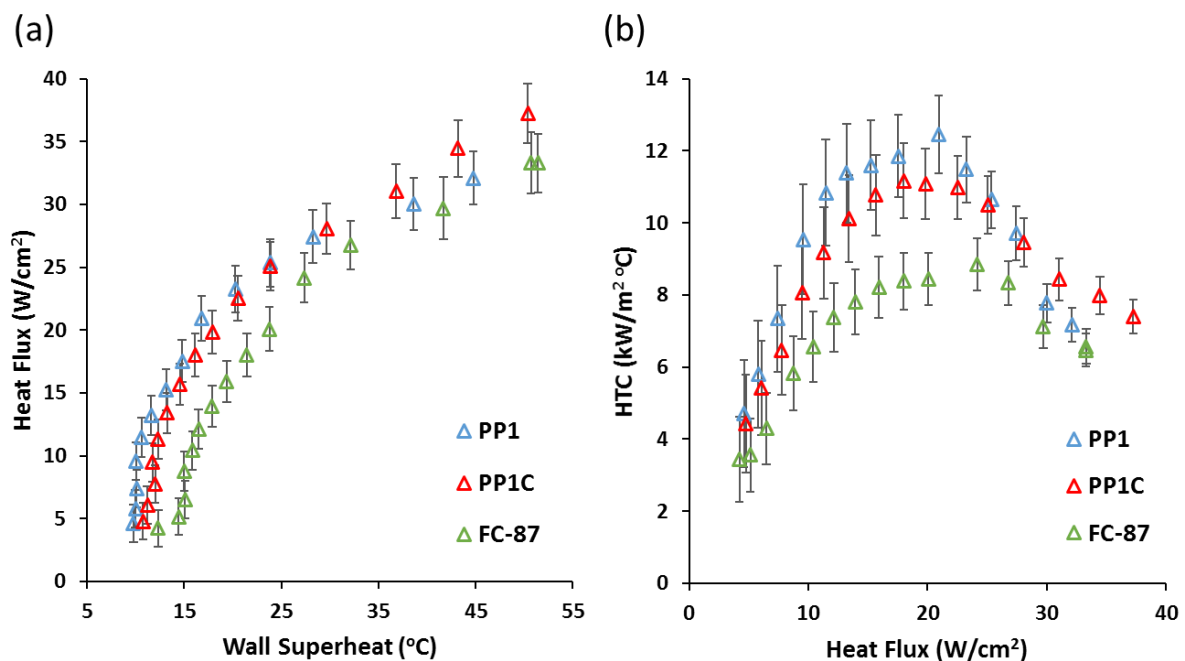 (a)
Heat Flux (W/cm²)
40
35
30
25
20
15
10
5
0
5 15 25 35 45 55
Wall Superheat (°C)
PP1
PP1C
FC-87
(b)
HTC (kW/m² °C)
14
12
10
8
6
4
2
0
0 10 20 30 40
Heat Flux (W/cm²)
PP1
PP1C
FC-87